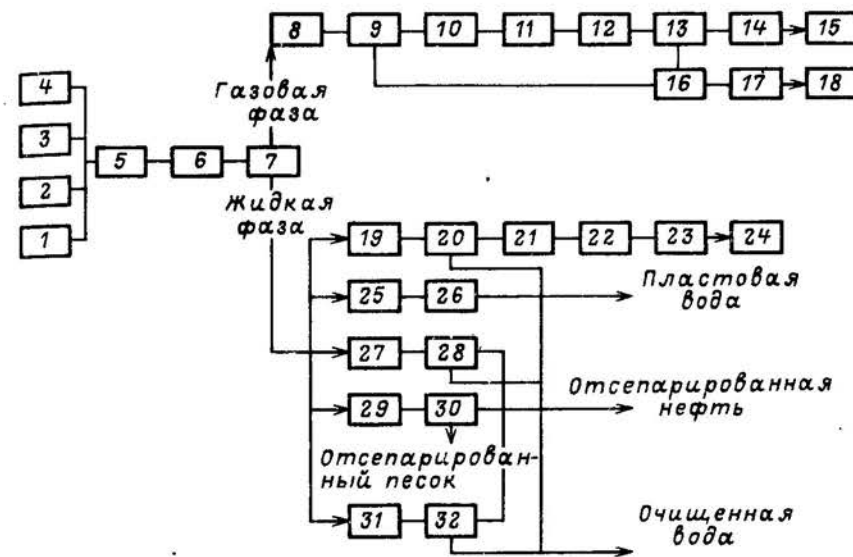 8 9 10 11 12 13 14 15
16 17 18
Газовая
фаза
4
3
2
1
5 6 7
Жидкая
фаза
19 20 21 22 23 24
25 26
Пластовая
вода
27 28
29 30
Отсепарированная
нефть
Отсепарирован-
ный песок
31 32
Очищенная
вода